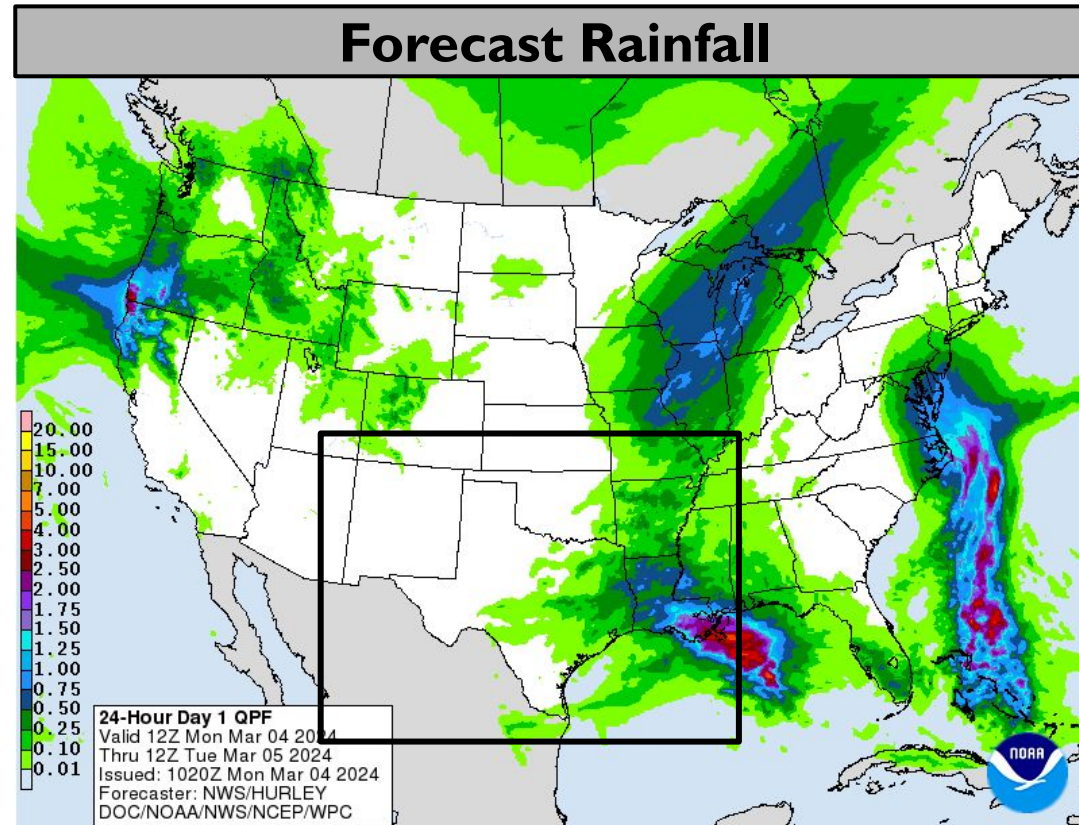 Forecast Rainfall
20.00
15.00
10.00
7.00
5.00
4.00
3.00
2.50
2.00
1.75
1.50
1.25
1.00
0.75
0.50
0.25
0.10
0.01
24-Hour Day 1 QPF
Valid 12Z Mon Mar 04 2024
Thru 12Z Tue Mar 05 2024
Issued: 1020Z Mon Mar 04 2024
Forecaster: NWS/HURLEY
DOC/NOAA/NWS/NCEP/WPC
NOAA